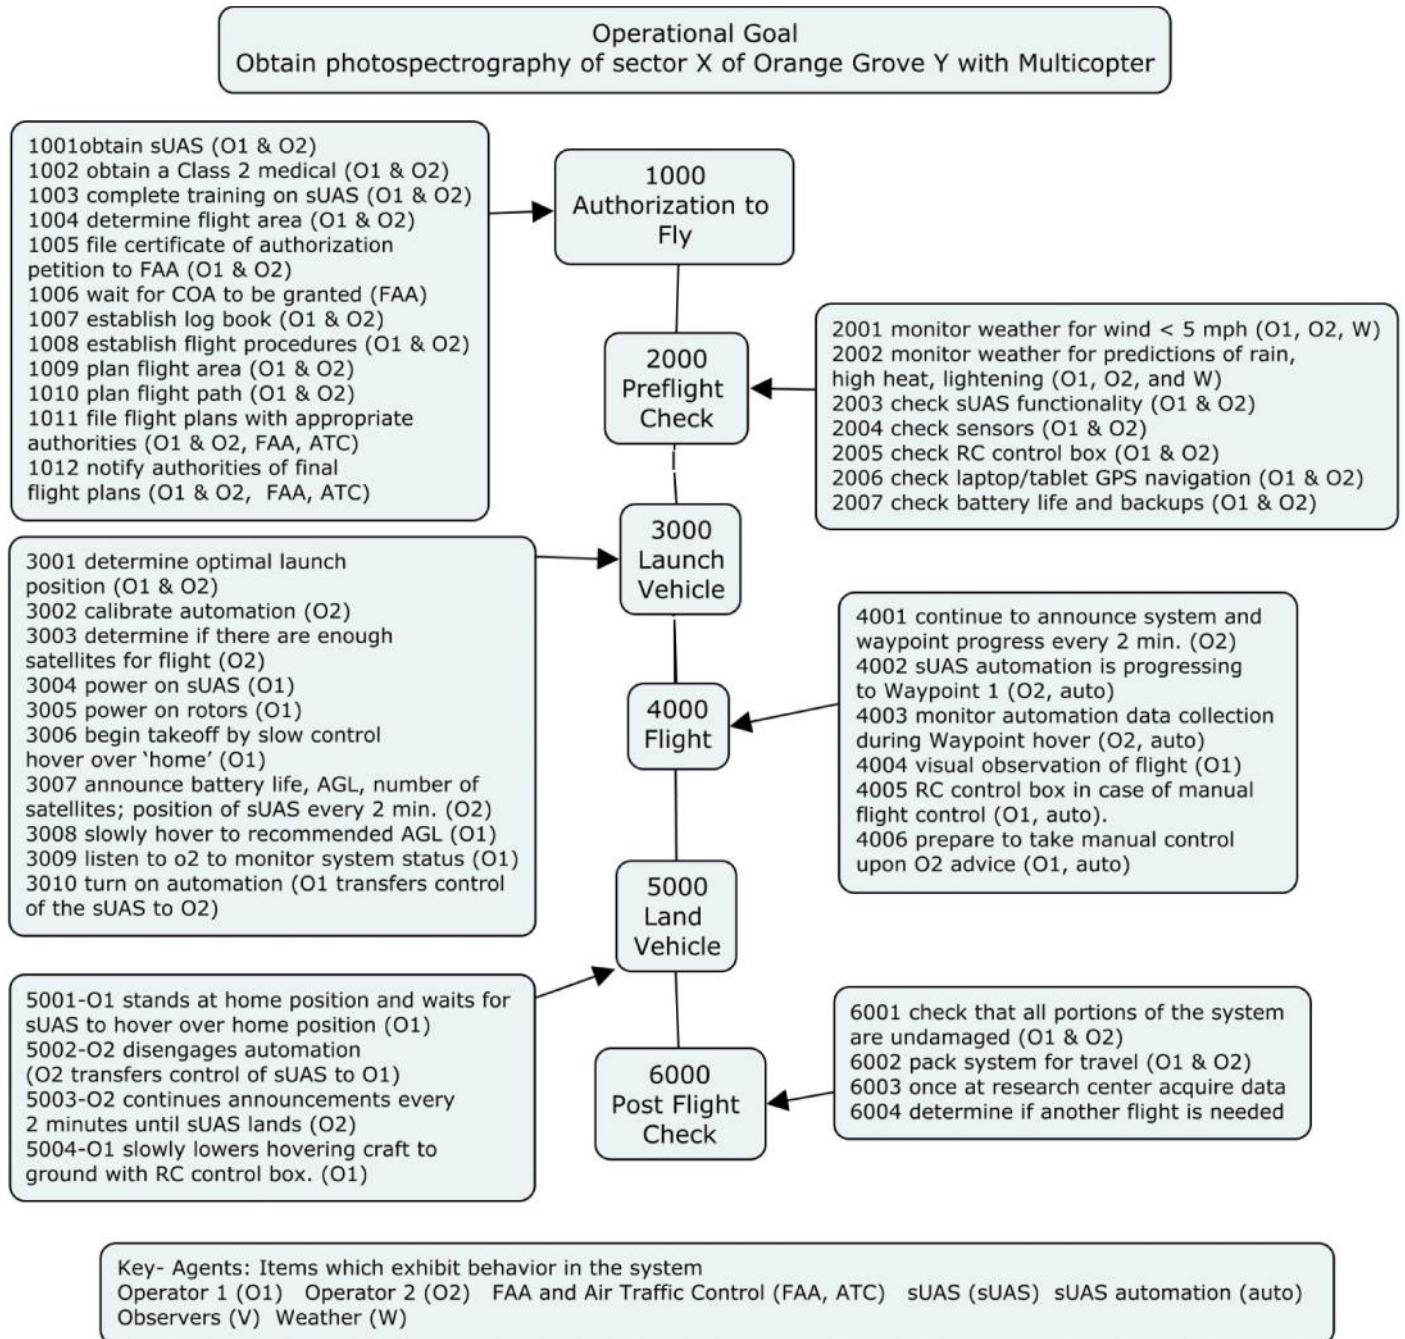 Operational Goal
Obtain photospectrography of sector X of Orange Grove Y with Multicopter
1001obtain sUAS (O1 & O2)
1002 obtain a Class 2 medical (O1 & O2)
1003 complete training on sUAS (O1 & O2)
1004 determine flight area (O1 & O2)
1005 file certificate of authorization
petition to FAA (O1 & O2)
1006 wait for COA to be granted (FAA)
1007 establish log book (O1 & O2)
1008 establish flight procedures (O1 & O2)
1009 plan flight area (O1 & O2)
1010 plan flight path (O1 & O2)
1011 file flight plans with appropriate
authorities (O1 & O2, FAA, ATC)
1012 notify authorities of final
flight plans (O1 & O2,  FAA, ATC)
1000
Authorization to
Fly
2000
Preflight
Check
2001 monitor weather for wind < 5 mph (O1, O2, W)
2002 monitor weather for predictions of rain,
high heat, lightening (O1, O2, and W)
2003 check sUAS functionality (O1 & O2)
2004 check sensors (O1 & O2)
2005 check RC control box (O1 & O2)
2006 check laptop/tablet GPS navigation (O1 & O2)
2007 check battery life and backups (O1 & O2)
3001 determine optimal launch
position (O1 & O2)
3002 calibrate automation (O2)
3003 determine if there are enough
satellites for flight (O2)
3004 power on sUAS (O1)
3005 power on rotors (O1)
3006 begin takeoff by slow control
hover over ‘home’ (O1)
3007 announce battery life, AGL, number of
satellites; position of sUAS every 2 min. (O2)
3008 slowly hover to recommended AGL (O1)
3009 listen to o2 to monitor system status (O1)
3010 turn on automation (O1 transfers control
of the sUAS to O2)
3000
Launch
Vehicle
4000
Flight
4001 continue to announce system and
waypoint progress every 2 min. (O2)
4002 sUAS automation is progressing
to Waypoint 1 (O2, auto)
4003 monitor automation data collection
during Waypoint hover (O2, auto)
4004 visual observation of flight (O1)
4005 RC control box in case of manual
flight control (O1, auto).
4006 prepare to take manual control
upon O2 advice (O1, auto)
5000
Land
Vehicle
5001-O1 stands at home position and waits for
sUAS to hover over home position (O1)
5002-O2 disengages automation
(O2 transfers control of sUAS to O1)
5003-O2 continues announcements every
2 minutes until sUAS lands (O2)
5004-O1 slowly lowers hovering craft to
ground with RC control box. (O1)
6000
Post Flight
Check
6001 check that all portions of the system
are undamaged (O1 & O2)
6002 pack system for travel (O1 & O2)
6003 once at research center acquire data
6004 determine if another flight is needed
Key- Agents: Items which exhibit behavior in the system
Operator 1 (O1)   Operator 2 (O2)   FAA and Air Traffic Control (FAA, ATC)   sUAS (sUAS)  sUAS automation (auto)
Observers (V)  Weather (W)